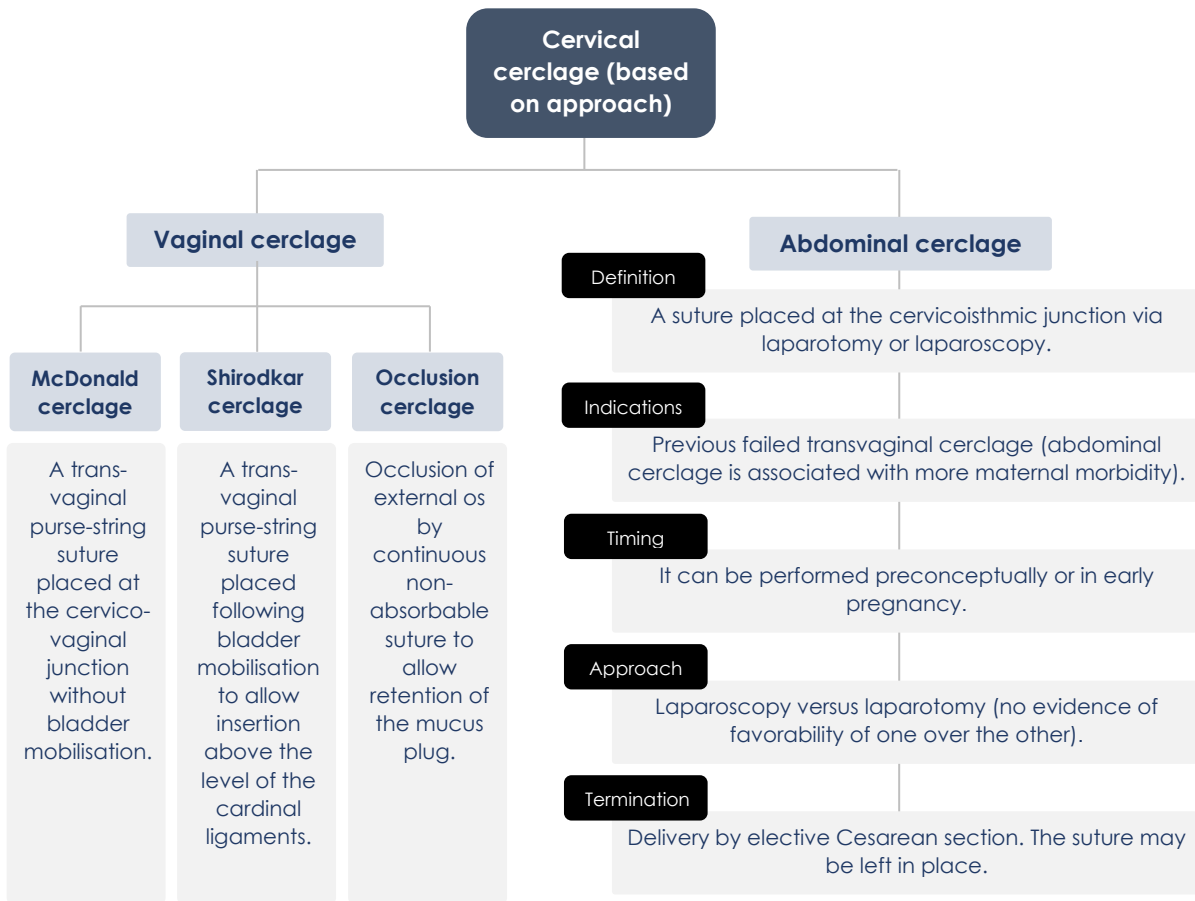 Cervical
cerclage (based
on approach)
Vaginal cerclage
McDonald
cerclage
A trans-
vaginal
purse-string
suture
placed at
the cervico-
vaginal
junction
without
bladder
mobilisation.
Shirodkar
cerclage
A trans-
vaginal
purse-string
suture
placed
following
bladder
mobilisation
to allow
insertion
above the
level of the
cardinal
ligaments.
Occlusion
cerclage
Occlusion of
external os
by
continuous
non-
absorbable
suture to
allow
retention of
the mucus
plug.
Abdominal cerclage
Definition
A suture placed at the cervicoisthmic junction via
laparotomy or laparoscopy.
Indications
Previous failed transvaginal cerclage (abdominal
cerclage is associated with more maternal morbidity).
Timing
It can be performed preconceptually or in early
pregnancy.
Approach
Laparoscopy versus laparotomy (no evidence of
favorability of one over the other).
Termination
Delivery by elective Cesarean section. The suture may
be left in place.